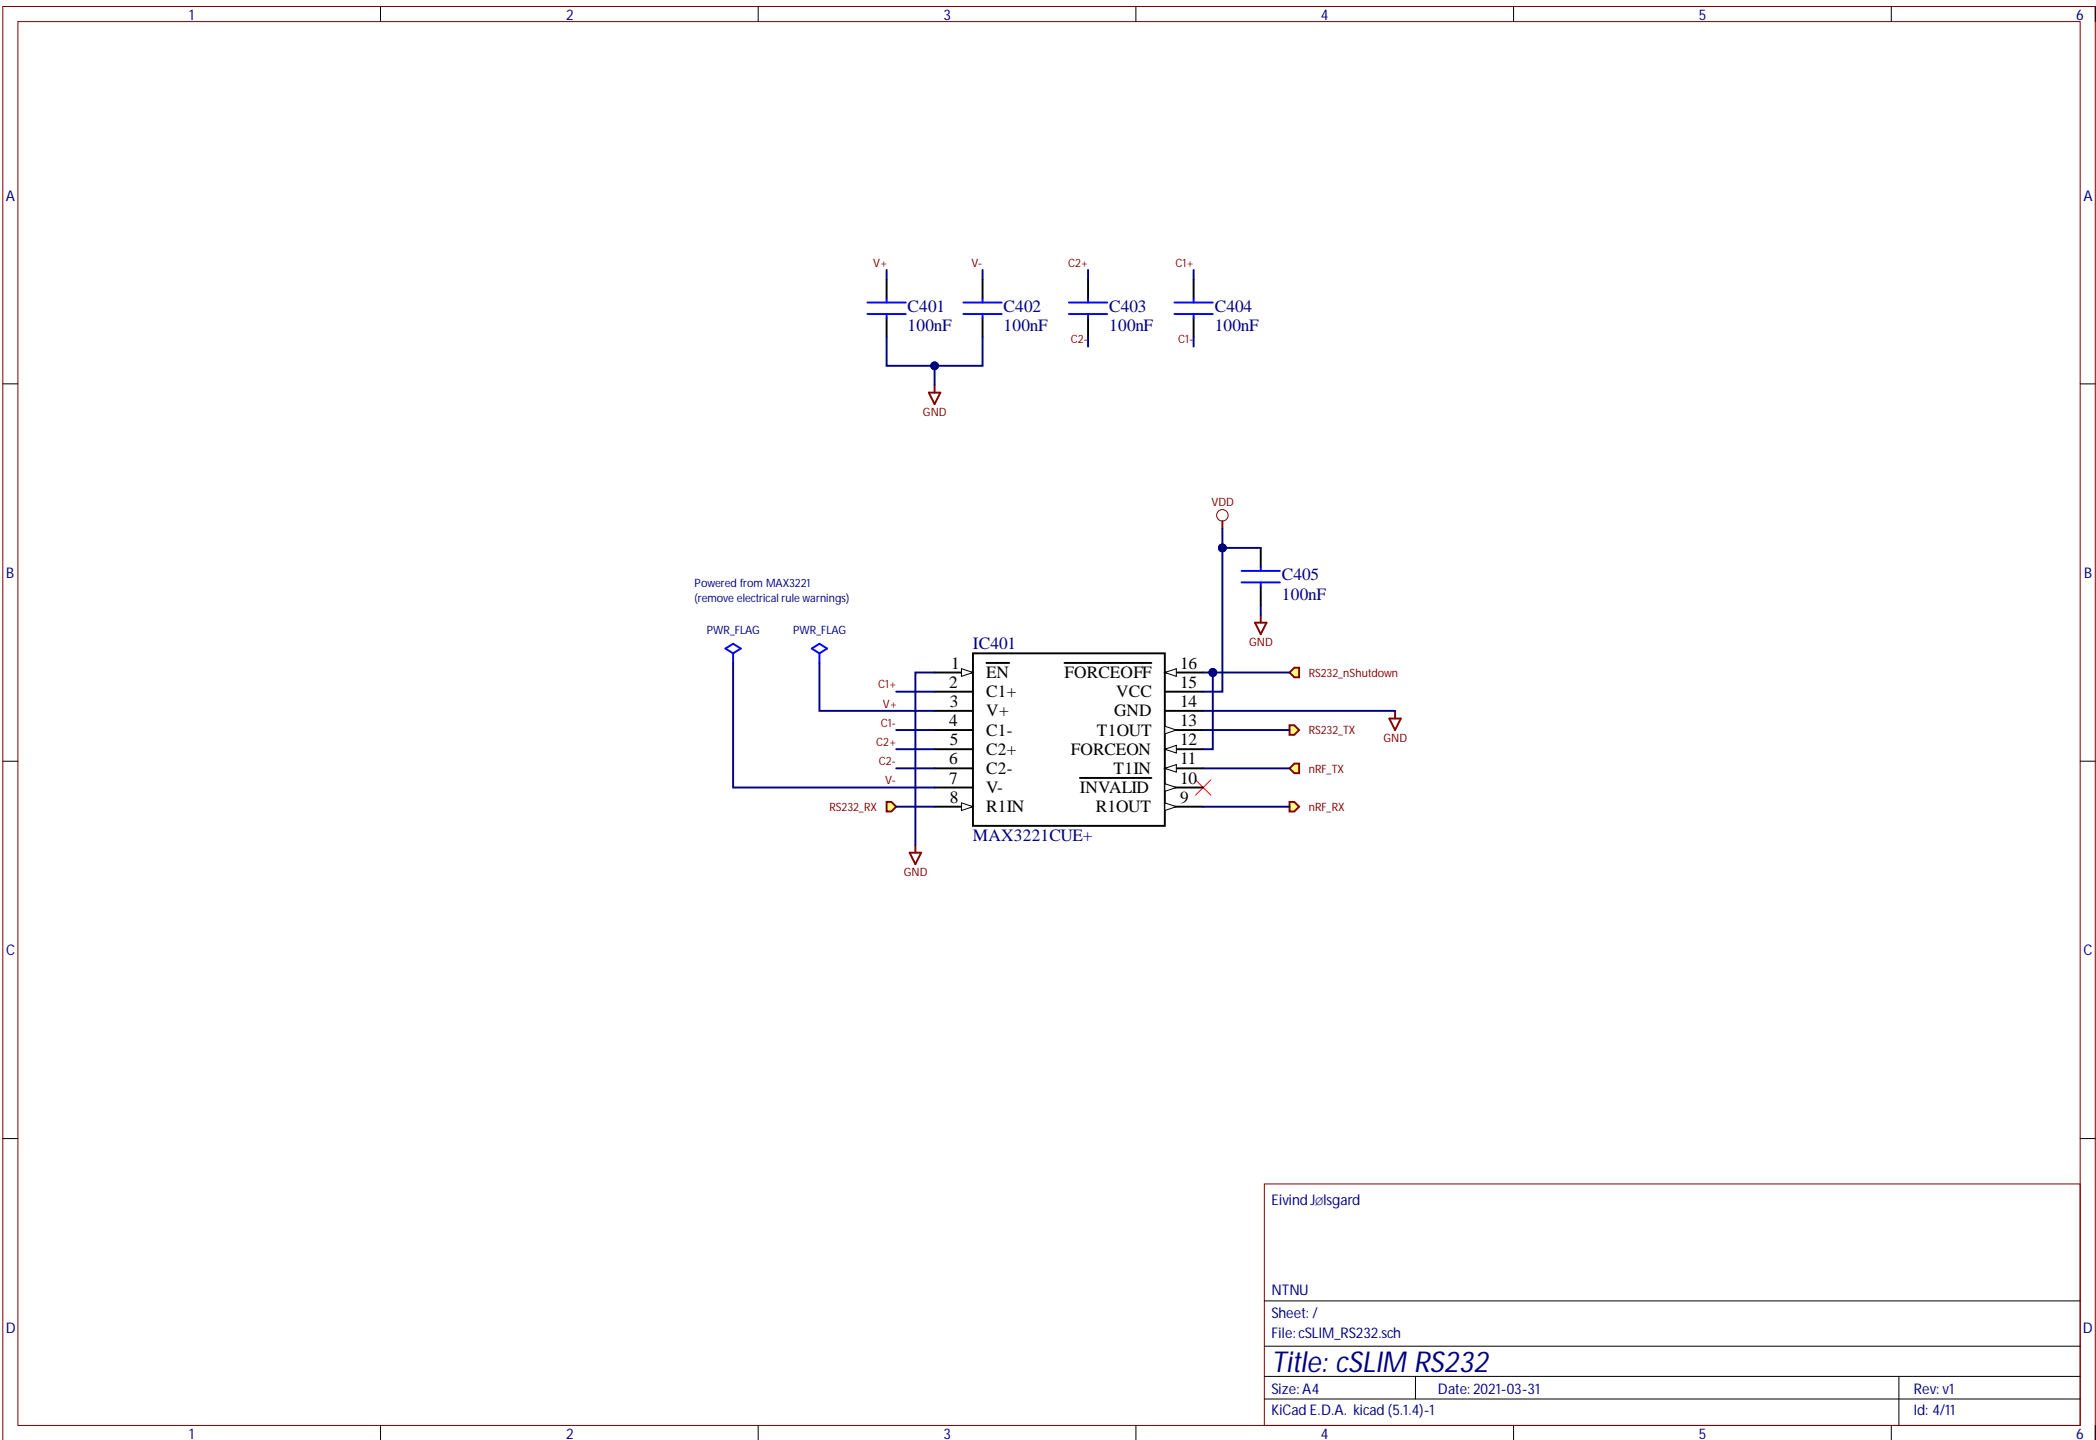 1 2 3 4 5 6
A A
V+ V- C2+ C1+
C401 C402 C403 C404
100nF 100nF 100nF 100nF
C2- C1-
GND
VDD
B B
C405
100nF
Powered from MAX3221
(remove electrical rule warnings)
PWR_FLAG PWR_FLAG
GND
IC401
1 EN FORCEOFF 16 RS232_nShutdown
C1+ 2 C1+ VCC 15
V+ 3 V+ GND 14
C1- 4 C1- T1OUT 13 RS232_TX
GND
C2+ 5 C2+ FORCEON 12
C2- 6 C2- T1IN 11 nRF_TX
V- 7 V- INVALID 10
RS232_RX 8 R1IN R1OUT 9 nRF_RX
MAX3221CUE+
GND
C C
Eivind Jølsgard
NTNU
Sheet: /
File: cSLIM_RS232.sch
D D
Title: cSLIM RS232
Size: A4 Date: 2021-03-31 Rev: v1
KiCad E.D.A. kicad (5.1.4)-1 Id: 4/11
1 2 3 4 5 6